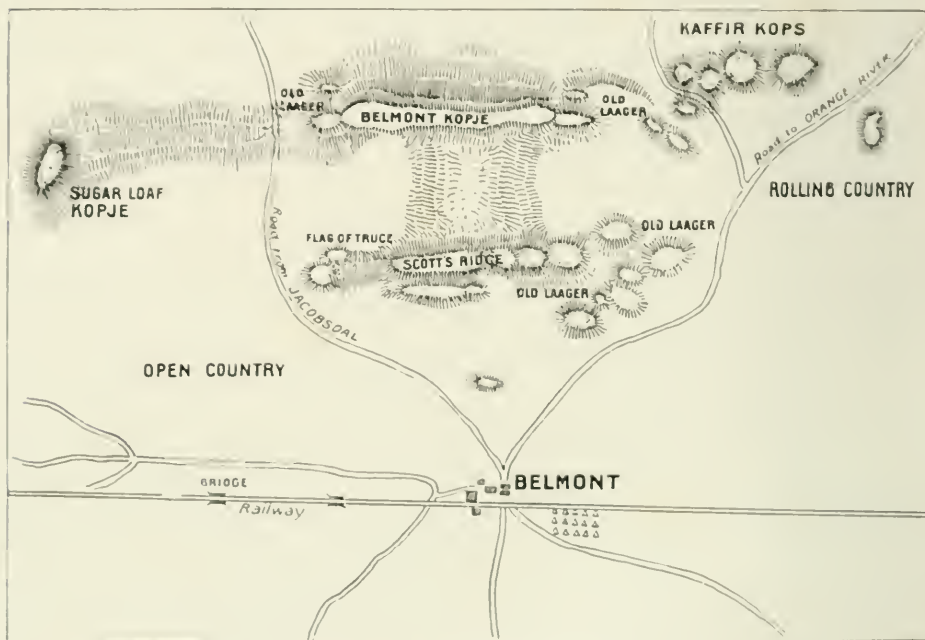 KAFFIR KOPS
OLD
LAAGER
BELMONT KOPJE
OLD
LAAGER
Road to ORANGE RIVER
SUGAR LOAF
KOPJE
ROLLING COUNTRY
FLAG OF TRUCE
SCOTT'S RIDGE
OLD LAAGER
OLD LAAGER
Road from JACOBSDAL
OPEN COUNTRY
BRIDGE
Railway
BELMONT